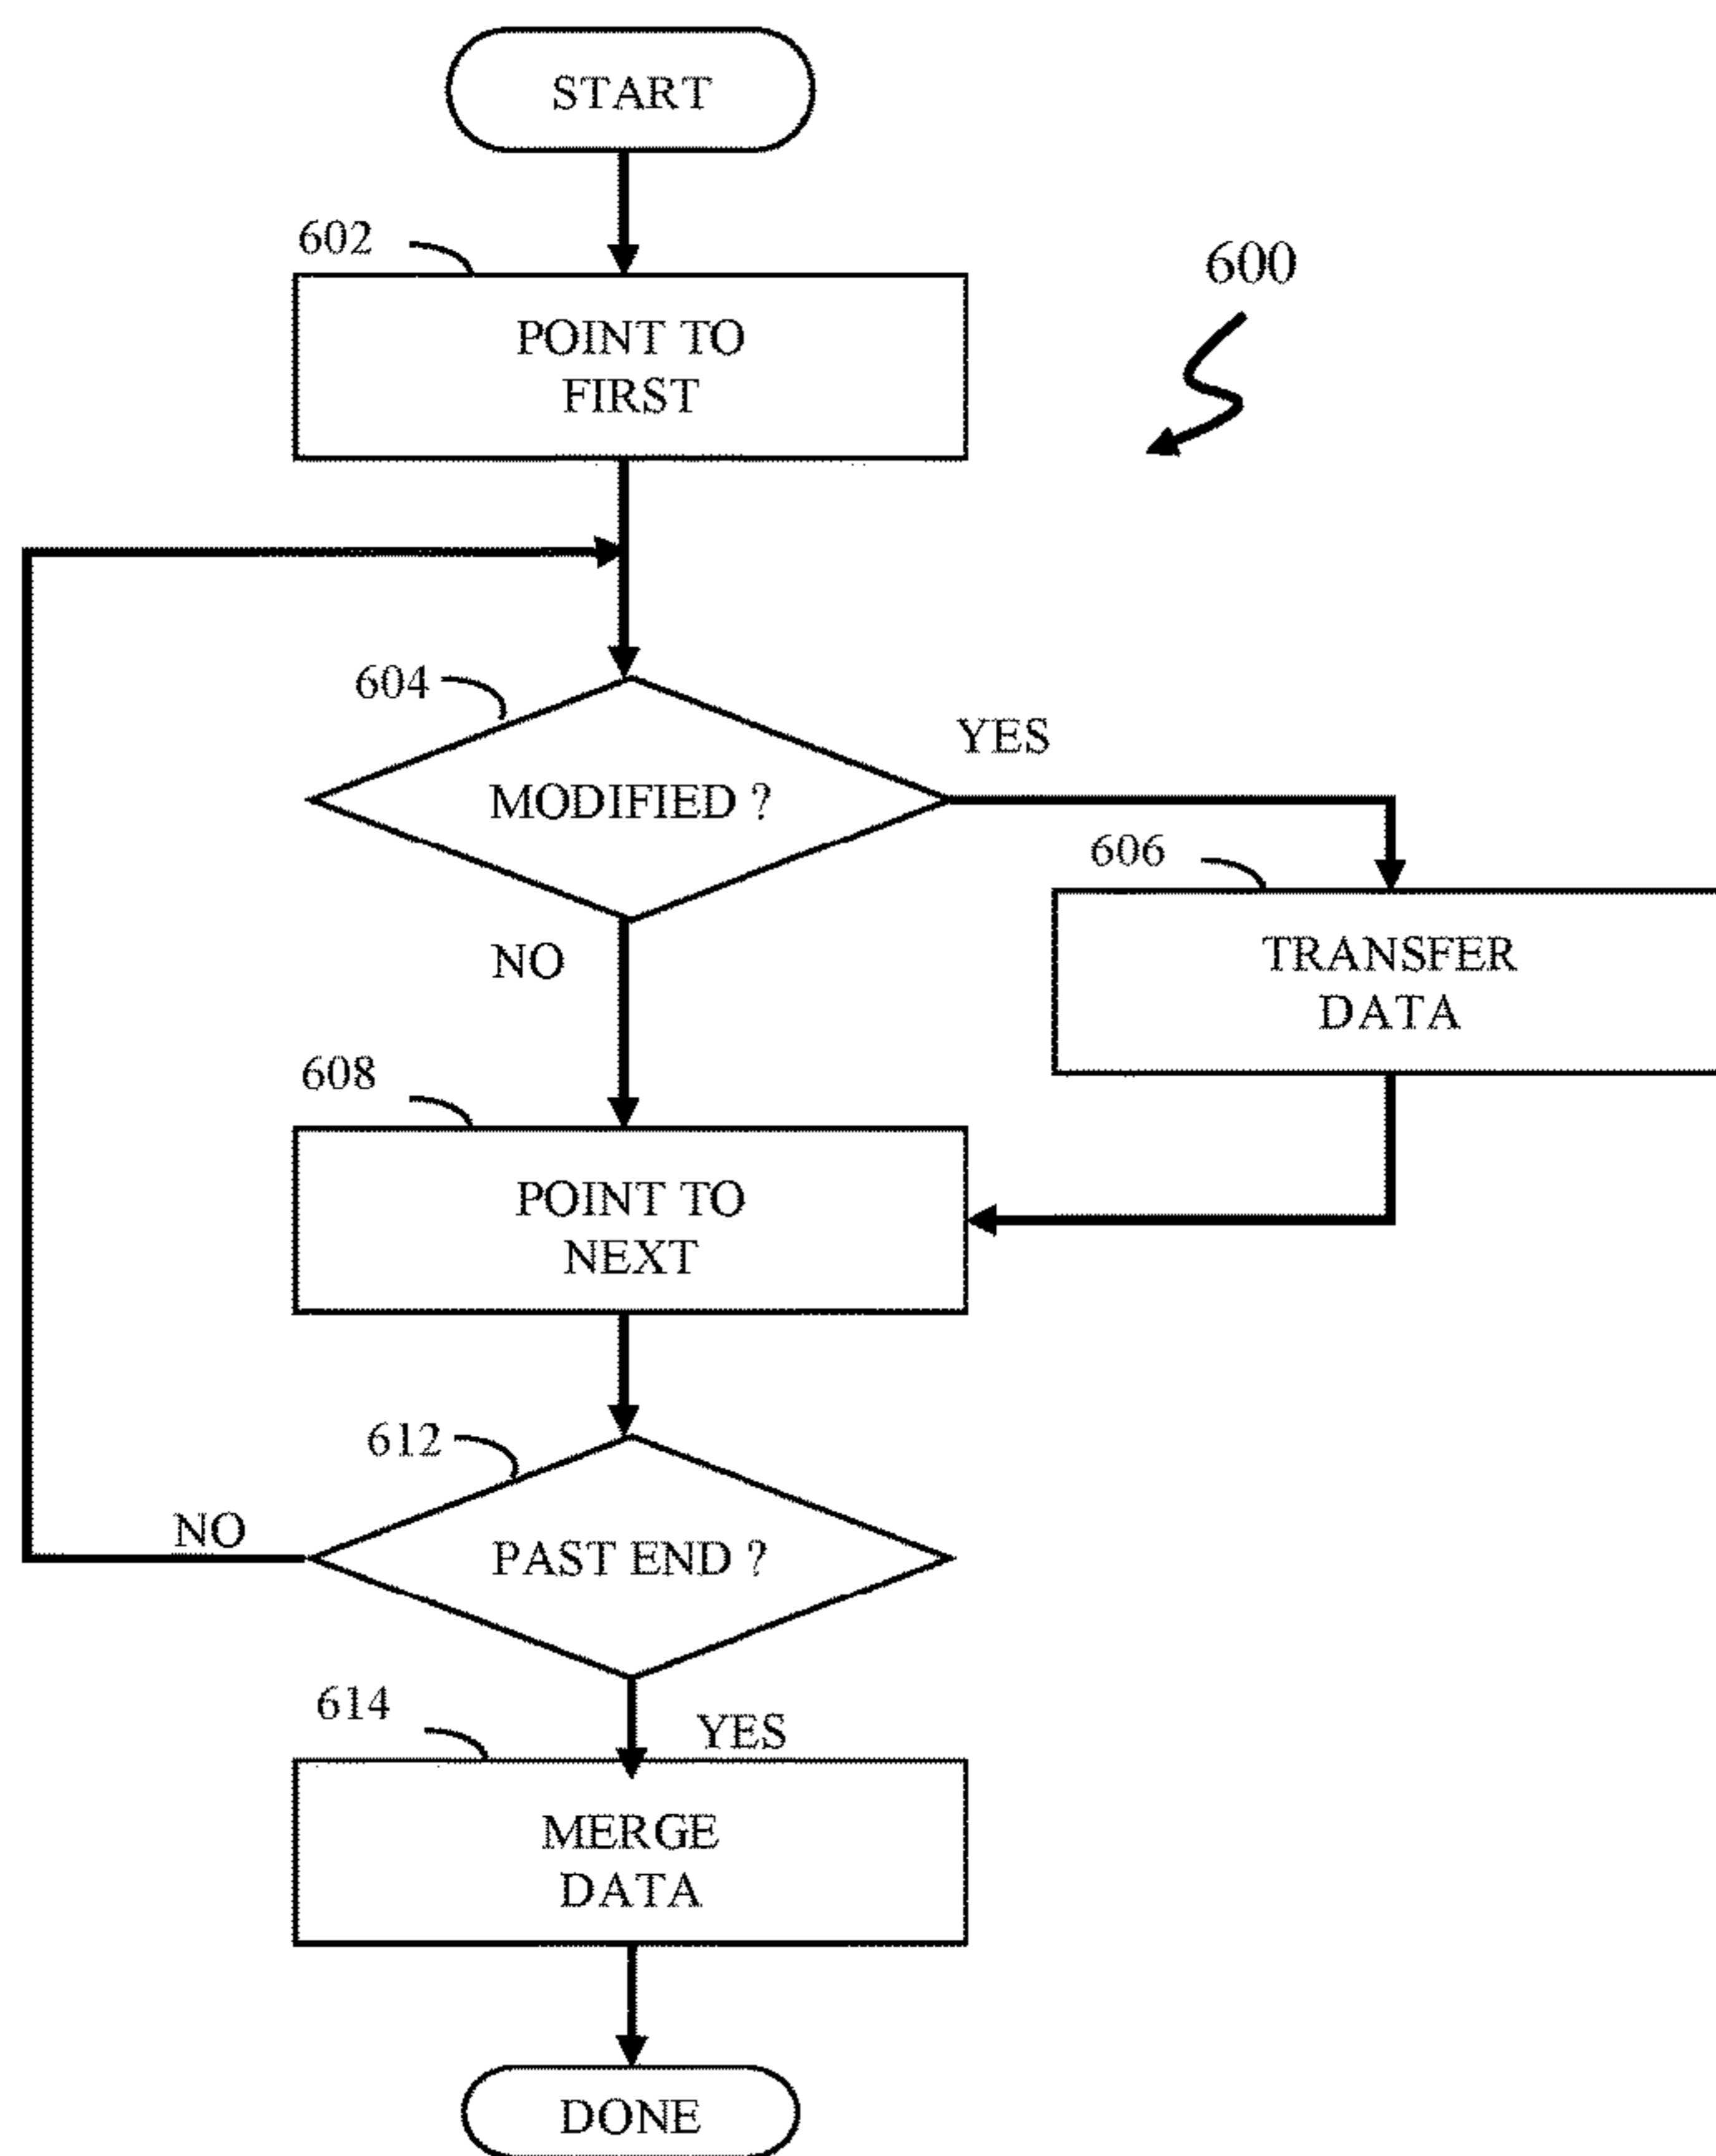 START
602
600
POINT TO
FIRST
604
YES
MODIFIED ?
606
NO
TRANSFER
DATA
608
POINT TO
NEXT
612
NO
PAST END ?
614
YES
MERGE
DATA
DONE